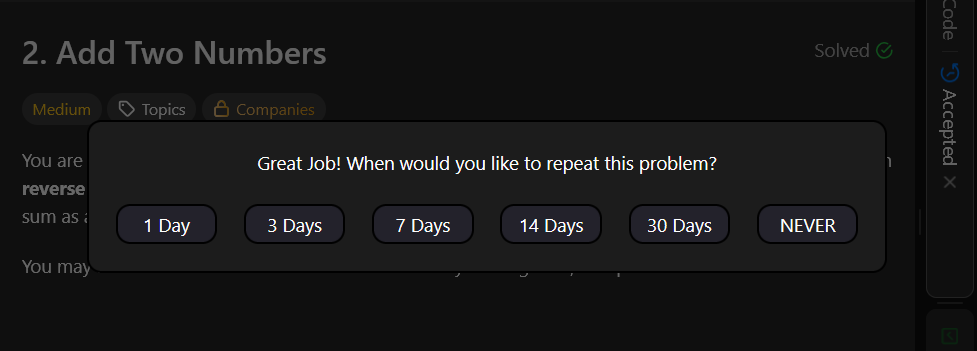 2. Add Two Numbers
Solved
Medium
Topics
Companies
You are
reverse
sum as a
You may
Great Job! When would you like to repeat this problem?
1 Day
3 Days
7 Days
14 Days
30 Days
NEVER
Code
Accepted